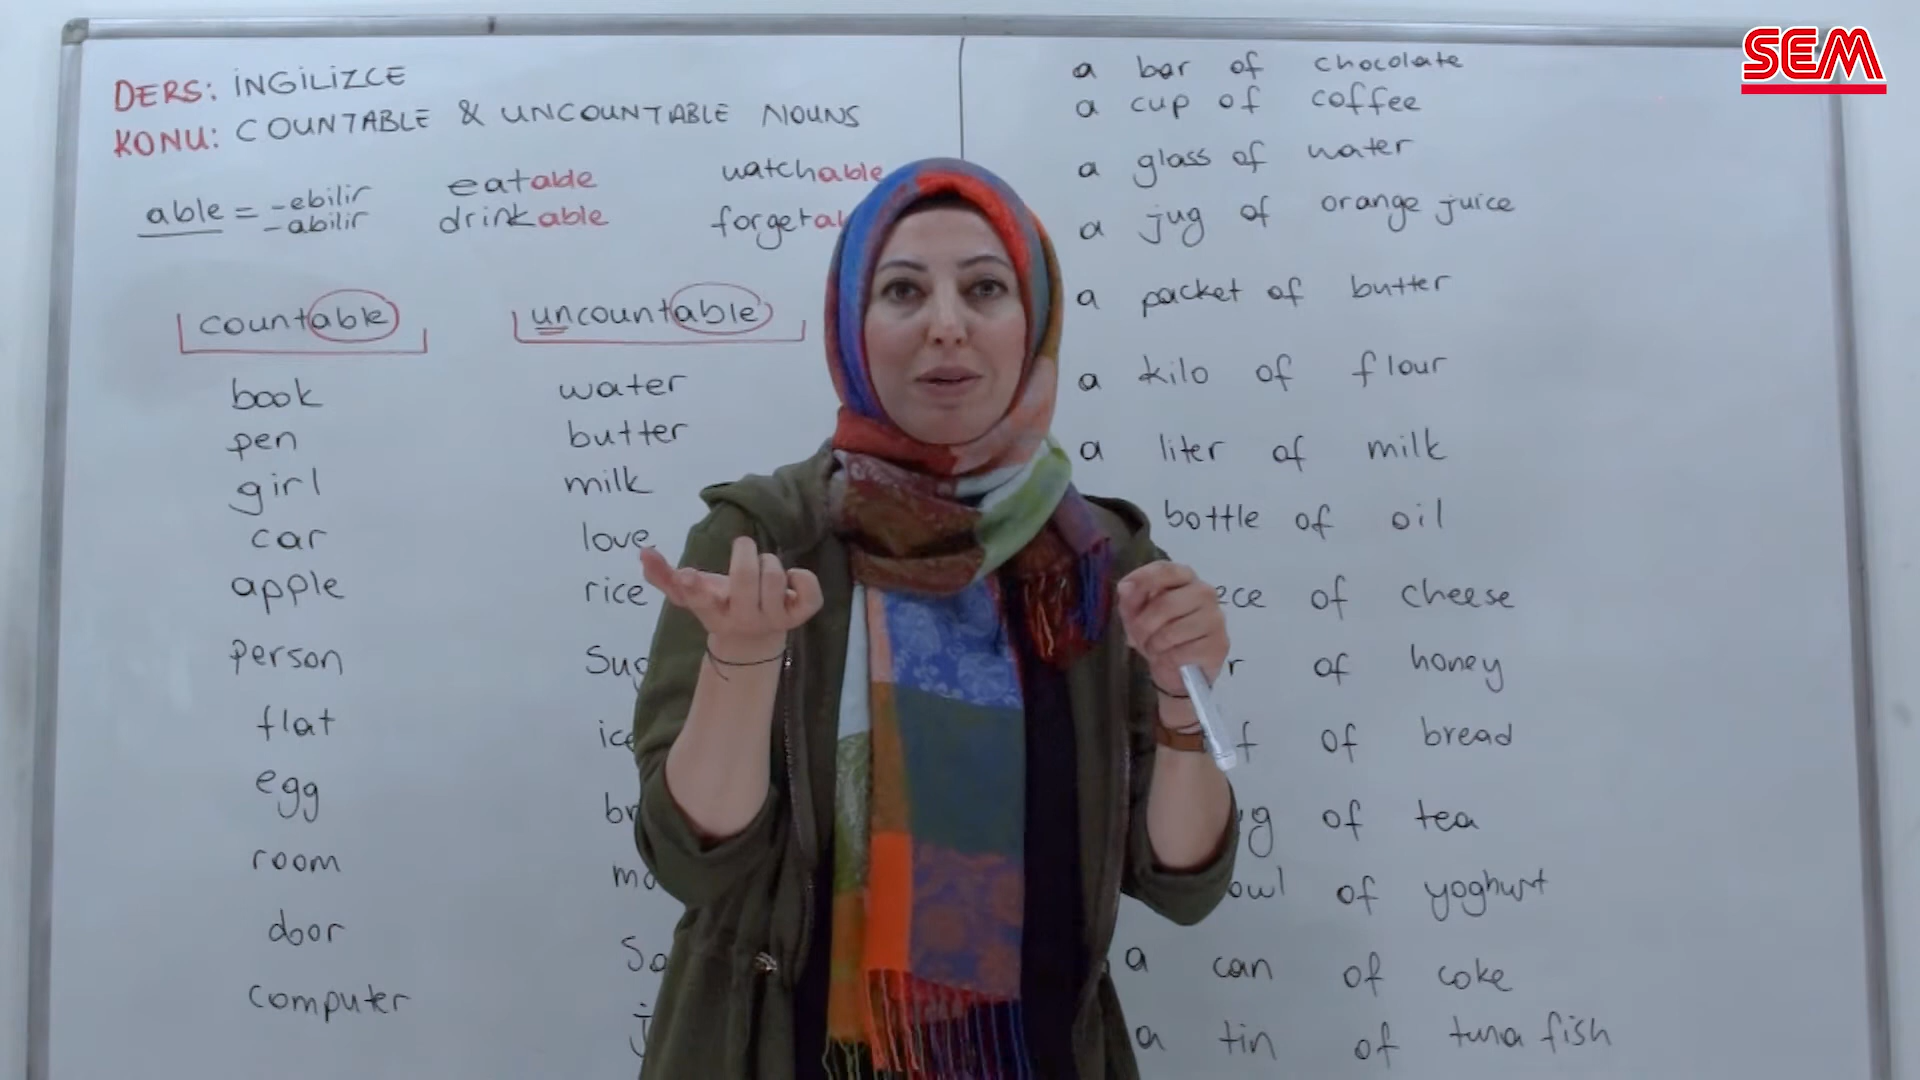 DERS: İNGİLİZCE
KONU: COUNTABLE & UNCOUNTABLE NOUNS
able = -ebilir
-abilir
eatable
drinkable
watchable
countable
book
pen
girl
car
apple
person
flat
egg
room
door
computer
uncountable
water
butter
milk
love
rice
a bar of chocolate
a cup of coffee
a glass of water
a jug of orange juice
a packet of butter
a kilo of flour
a liter of milk
bottle of oil
of cheese
of honey
of bread
of tea
of yoghurt
a can of coke
a tin of tuna fish
SEM